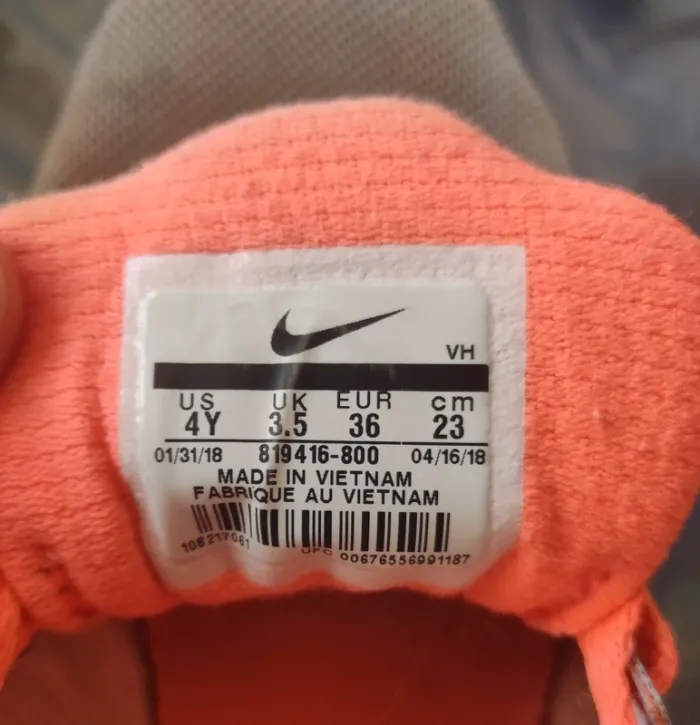 VH
US UK EUR cm
4Y 3.5 36 23
01/31/18 819416-800 04/16/18
MADE IN VIETNAM
FABRIQUE AU VIETNAM
UPC 00676556991187